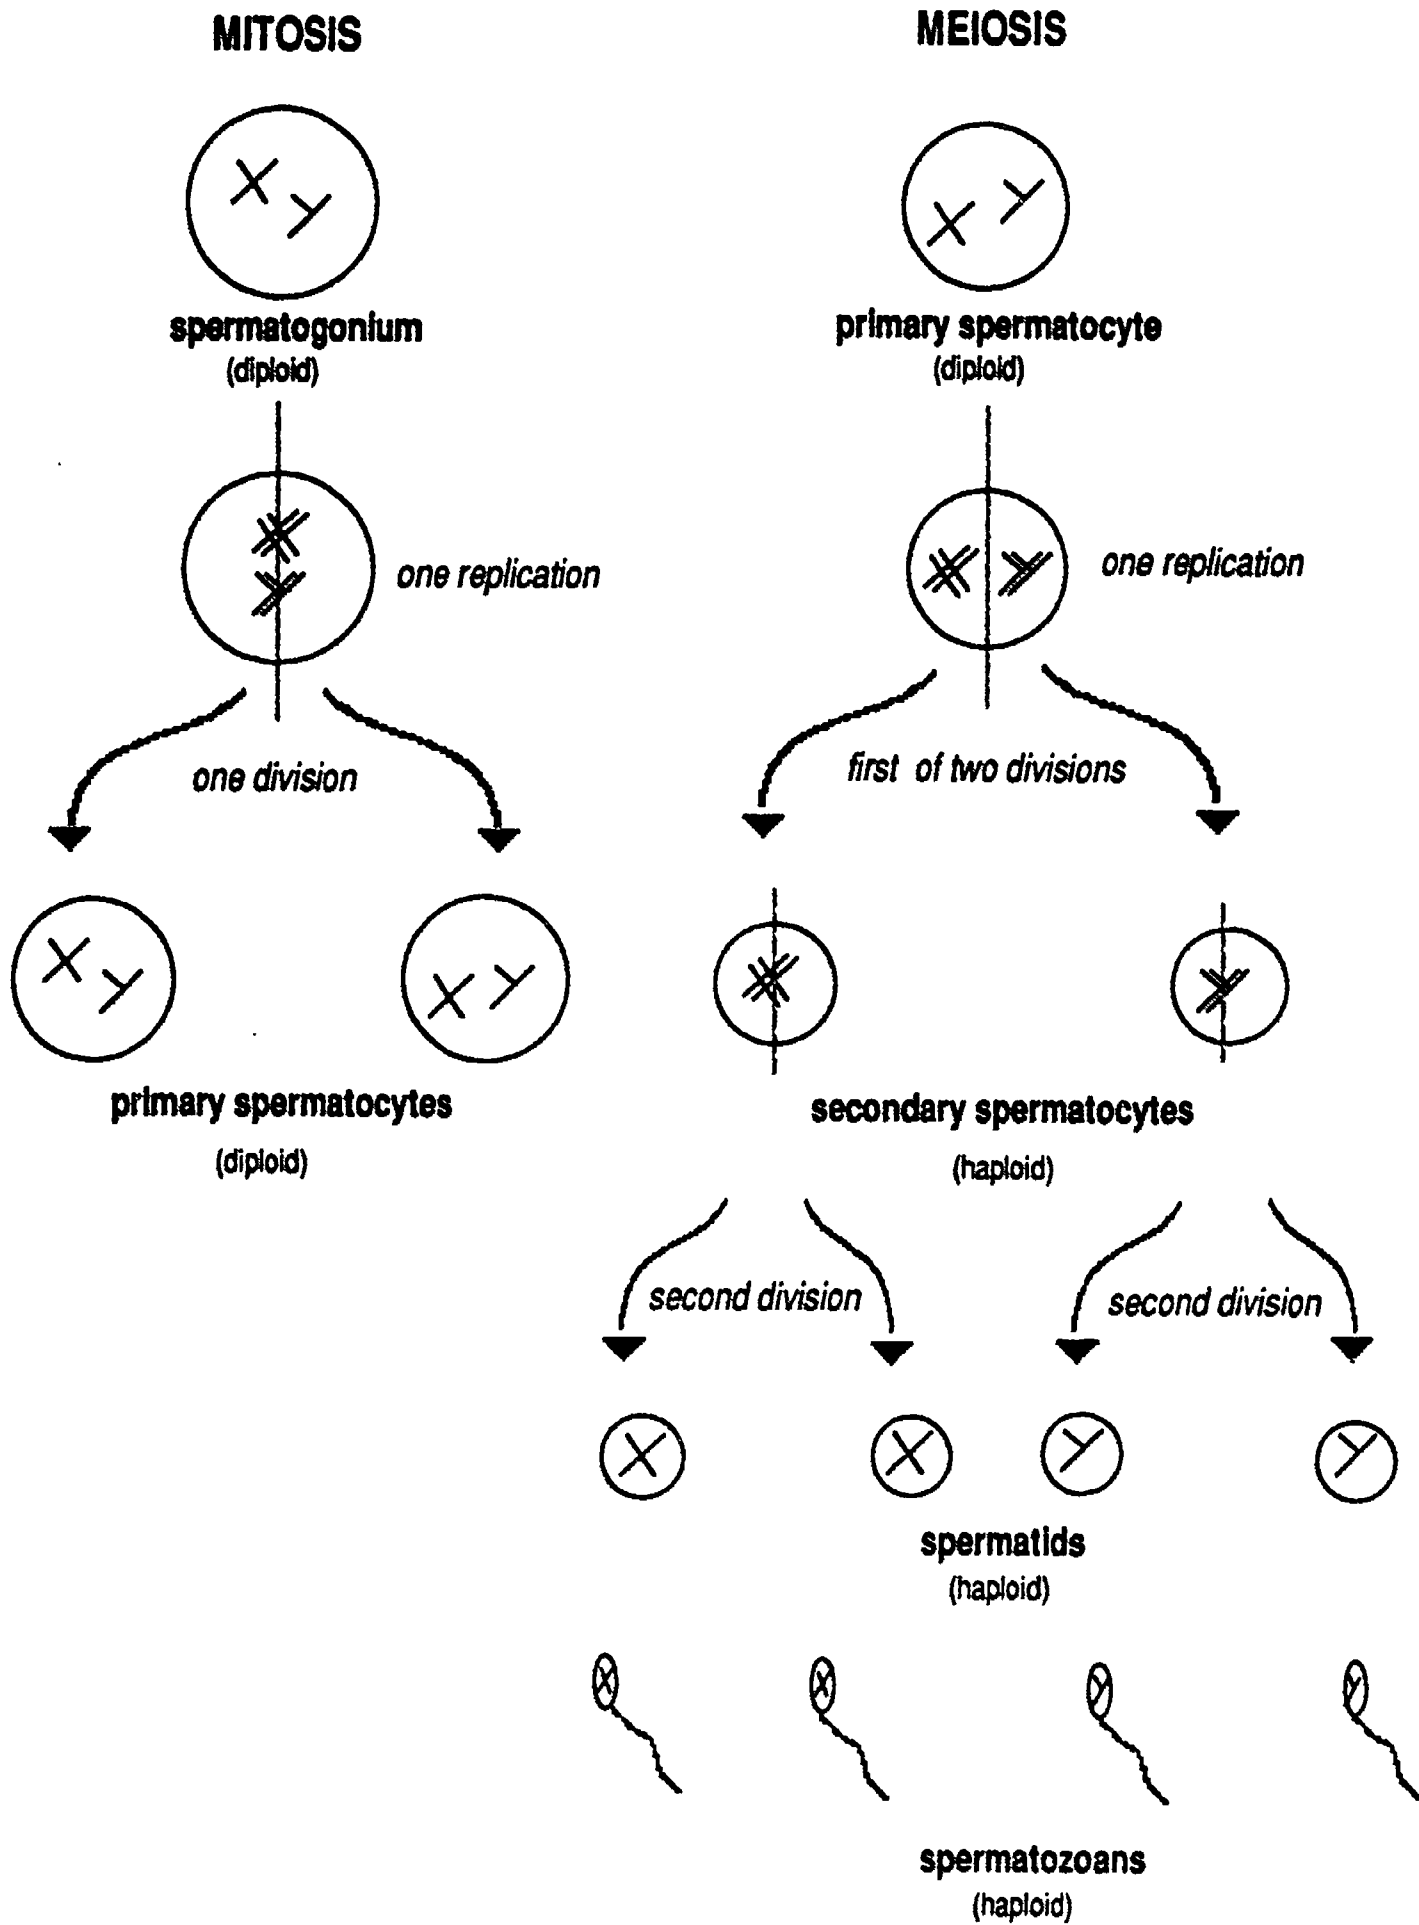 MITOSIS
MEIOSIS
X
Y
X
Y
spermatogonium
(diploid)
primary spermatocyte
(diploid)
one replication
one replication
one division
first of two divisions
X
Y
X
Y
primary spermatocytes
(diploid)
secondary spermatocytes
(haploid)
second division
second division
X
X
Y
Y
spermatids
(haploid)
X
X
Y
Y
spermatozoans
(haploid)